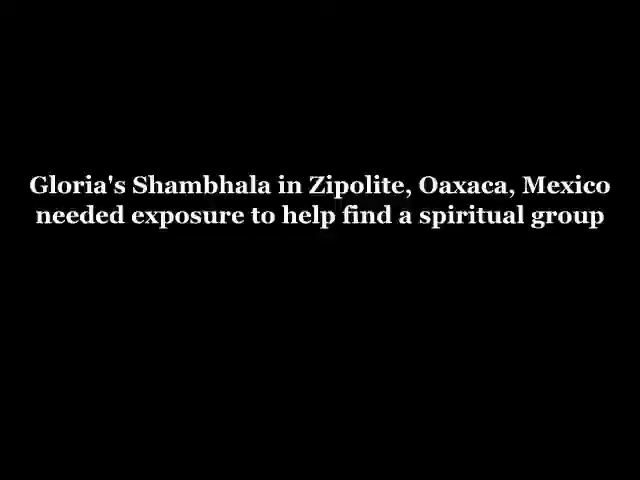 Gloria's Shambhala in Zipolite, Oaxaca, Mexico
needed exposure to help find a spiritual group